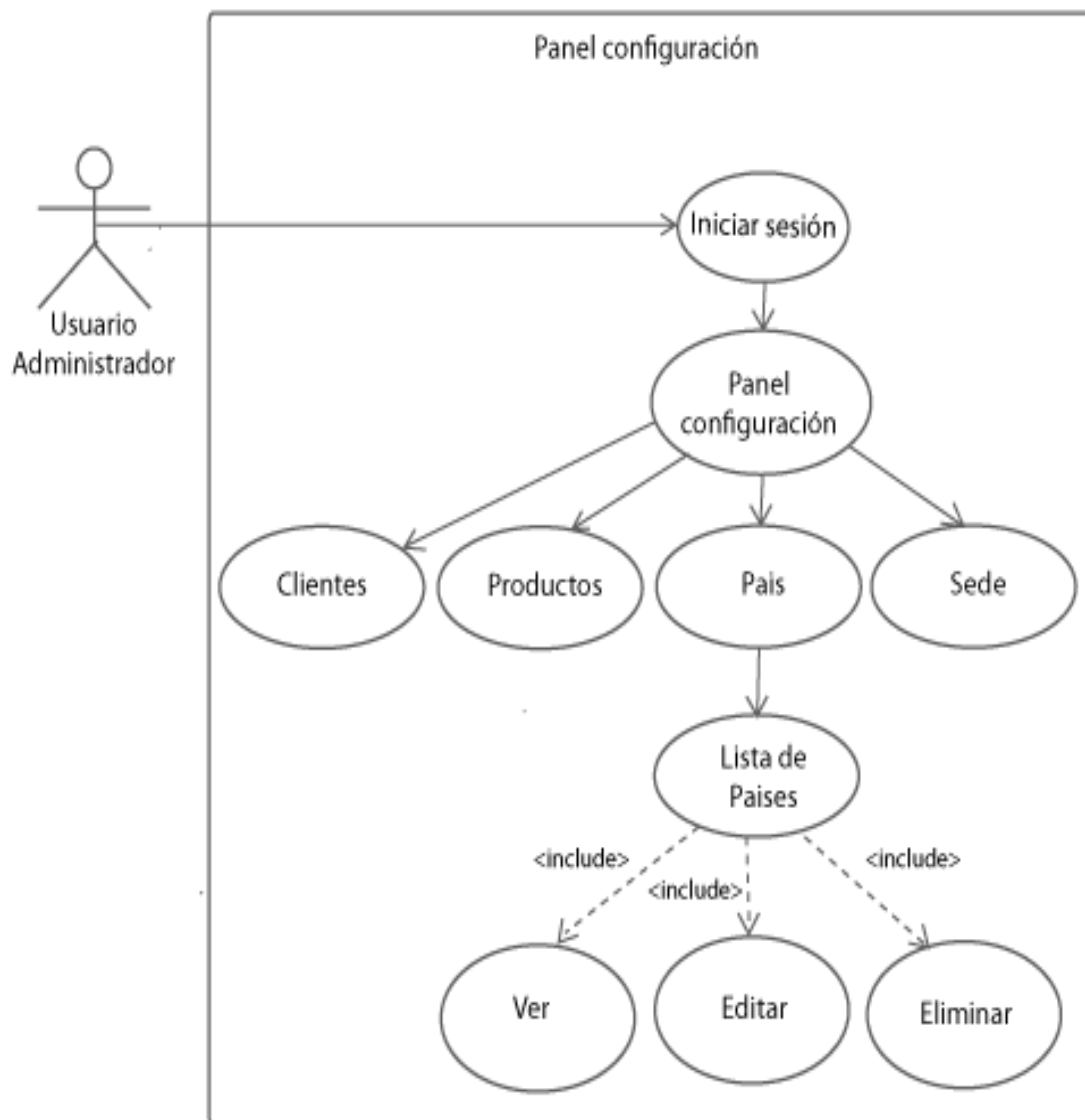 Panel configuración
Usuario
Administrador
Iniciar sesión
Panel
configuración
Clientes
Productos
Pais
Sede
Lista de
Paises
<include>
<include>
<include>
Ver
Editar
Eliminar